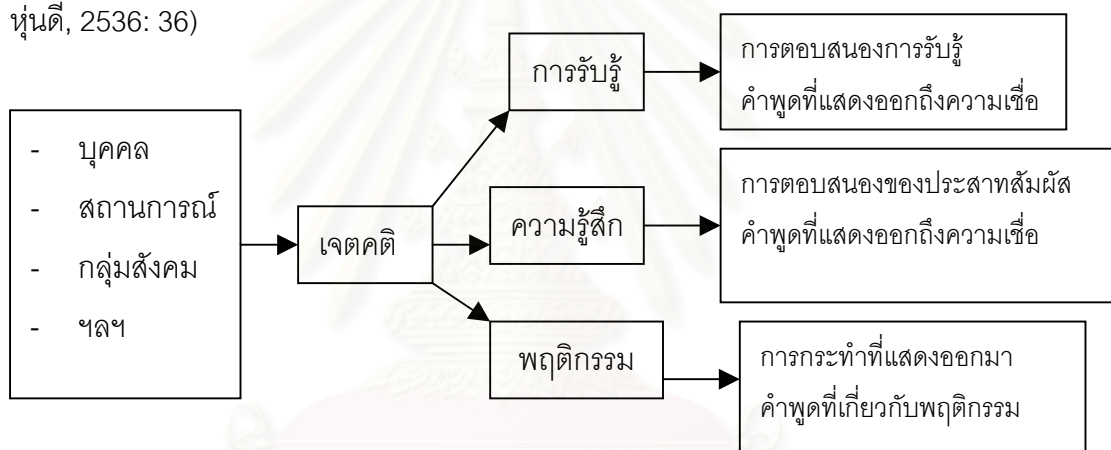 หุ่นดี, 2536: 36)
การรับรู้
การตอบสนองการรับรู้
คำพูดที่แสดงออกถึงความเชื่อ
- บุคคล
- สถานการณ์
- กลุ่มสังคม
- ฯลฯ
เจตคติ
ความรู้สึก
การตอบสนองของประสาทสัมผัส
คำพูดที่แสดงออกถึงความเชื่อ
พฤติกรรม
การกระทำที่แสดงออกมา
คำพูดที่เกี่ยวกับพฤติกรรม